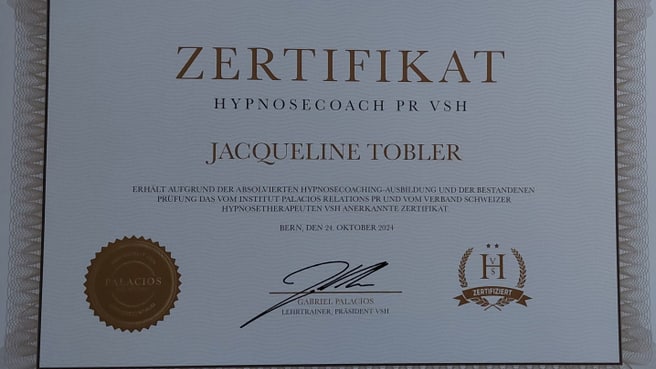 ZERTIFIKAT
HYPNOSECOACH PR VSH
JACQUELINE TOBLER
ERHÄLT AUFGRUND DER ABSOLVIERTEN HYPNOSECOACHING-AUSBILDUNG UND DER BESTANDENEN
PRÜFUNG DAS VOM INSTITUT PALACIOS RELATIONS PR UND VOM VERBAND SCHWEIZER
HYPNOSETHERAPEUTEN VSH ANERKANNTE ZERTIFIKAT.
BERN, DEN 24. OKTOBER 2024
PALACIOS
GABRIEL PALACIOS
LEHRTRAINER, PRÄSIDENT VSH
VHS
ZERTIFIZIERT